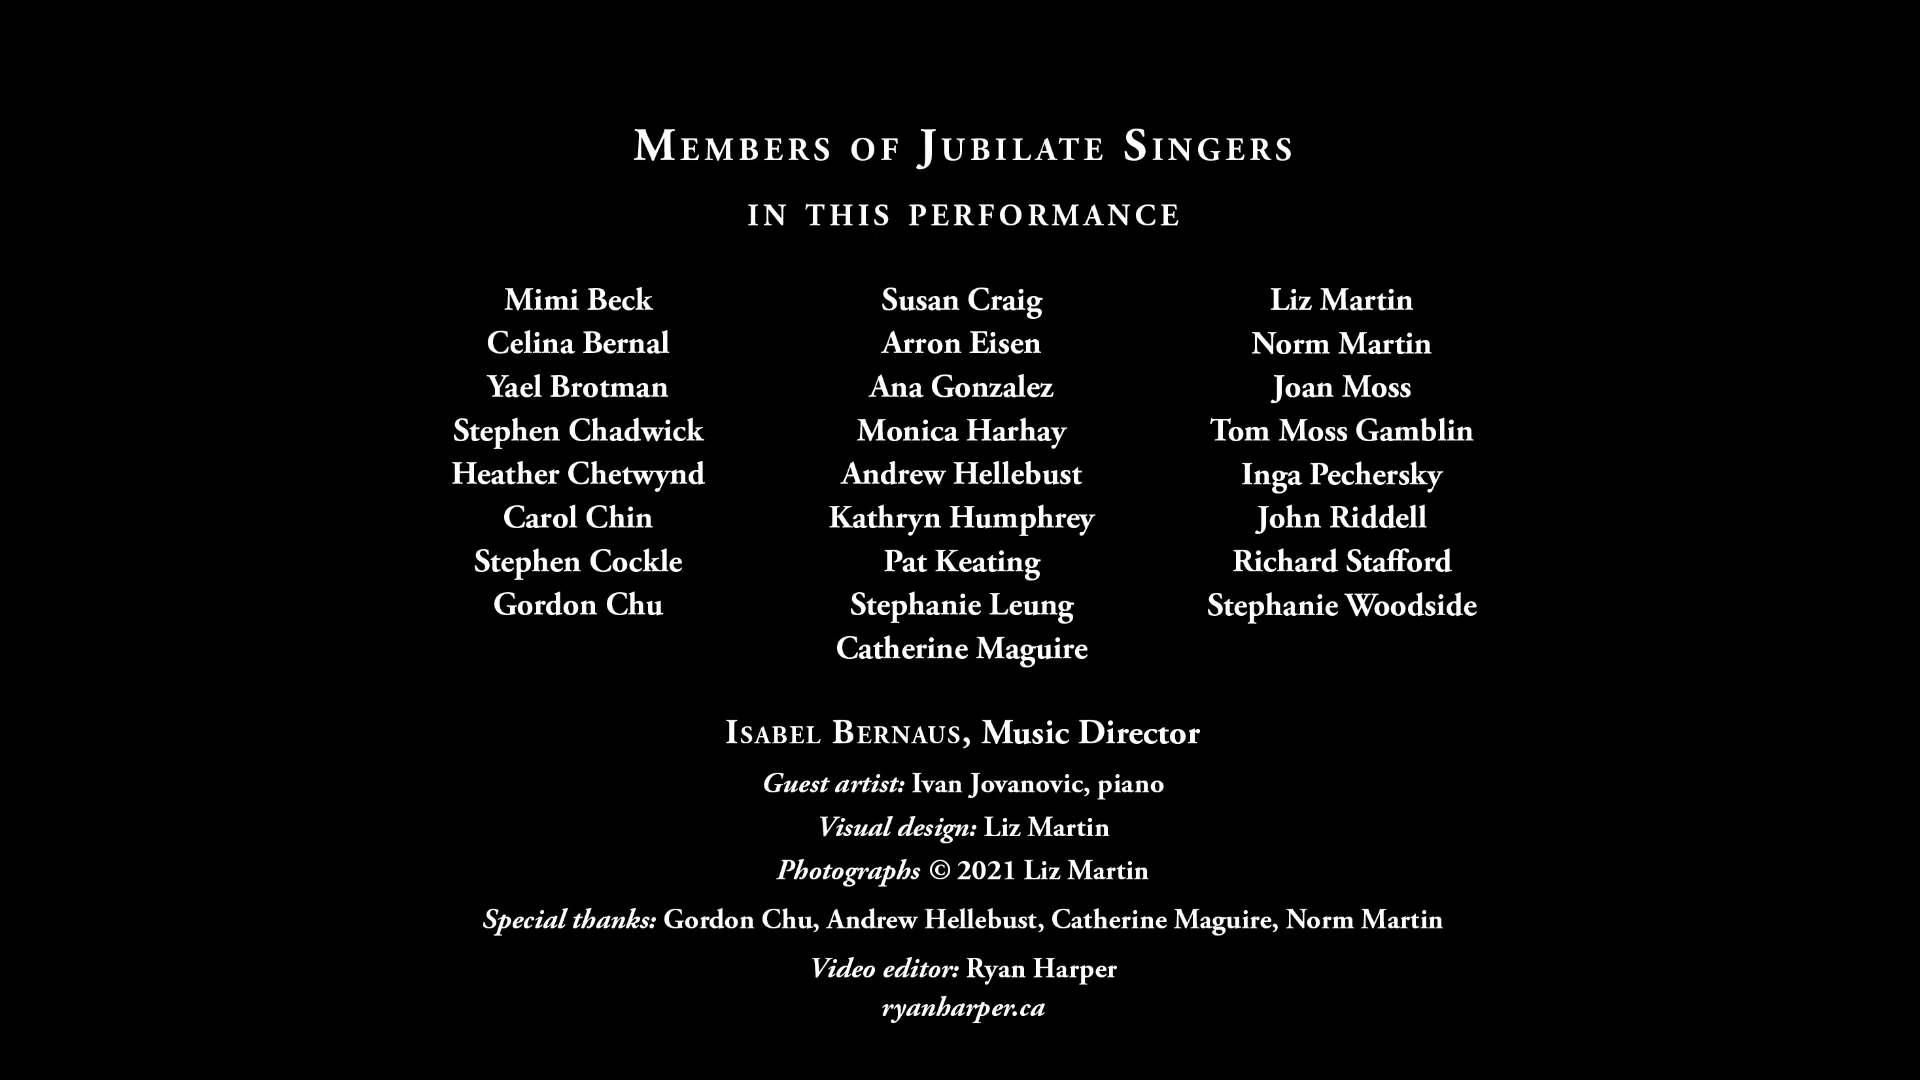 Members of Jubilate Singers
in this performance
Mimi Beck
Celina Bernal
Yael Brotman
Stephen Chadwick
Heather Chetwynd
Carol Chin
Stephen Cockle
Gordon Chu
Susan Craig
Arron Eisen
Ana Gonzalez
Monica Harhay
Andrew Hellebust
Kathryn Humphrey
Pat Keating
Stephanie Leung
Catherine Maguire
Liz Martin
Norm Martin
Joan Moss
Tom Moss Gamblin
Inga Pechersky
John Riddell
Richard Stafford
Stephanie Woodside
Isabel Bernaus, Music Director
Guest artist: Ivan Jovanovic, piano
Visual design: Liz Martin
Photographs © 2021 Liz Martin
Special thanks: Gordon Chu, Andrew Hellebust, Catherine Maguire, Norm Martin
Video editor: Ryan Harper
ryanharper.ca